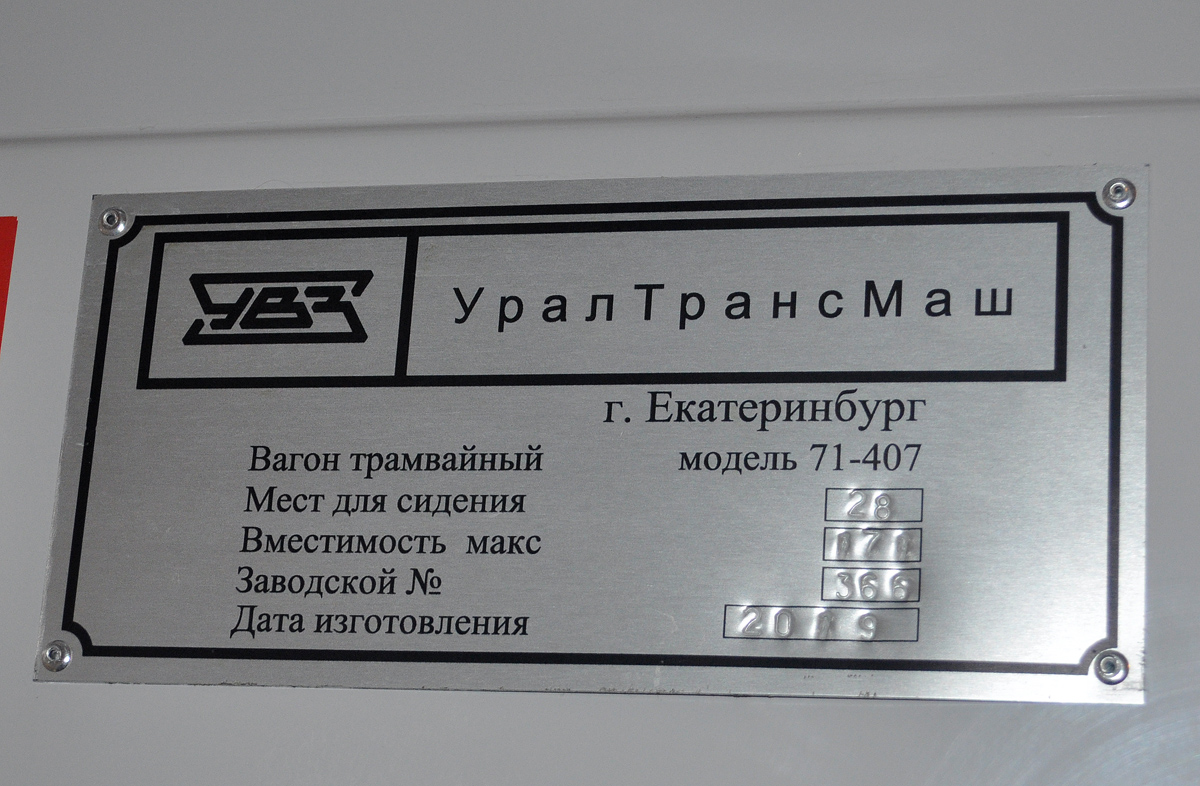 УВЗ
УралТрансМаш
г. Екатеринбург
Вагон трамвайный модель 71-407
Мест для сидения 28
Вместимость макс
Заводской № 366
Дата изготовления